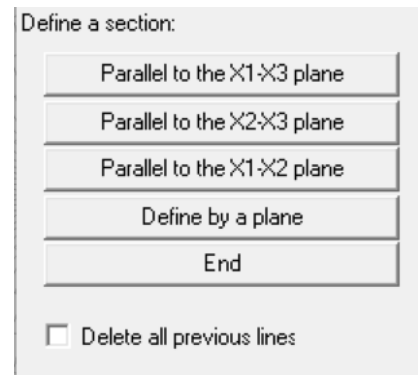 Define a section:
Parallel to the X1-X3 plane
Parallel to the X2-X3 plane
Parallel to the X1-X2 plane
Define by a plane
End
Delete all previous lines